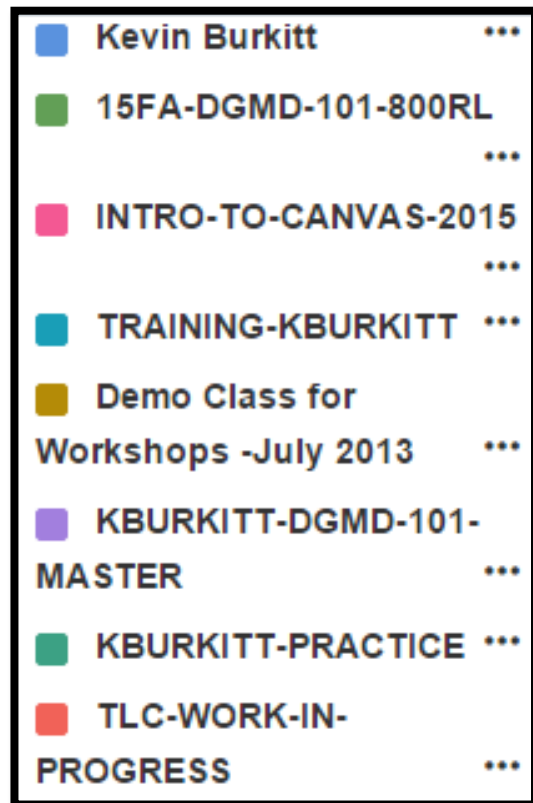 Kevin Burkitt •••
15FA-DGMD-101-800RL
•••
INTRO-TO-CANVAS-2015
•••
TRAINING-KBURKITT •••
Demo Class for
Workshops -July 2013 •••
KBURKITT-DGMD-101-
MASTER •••
KBURKITT-PRACTICE •••
TLC-WORK-IN-
PROGRESS •••